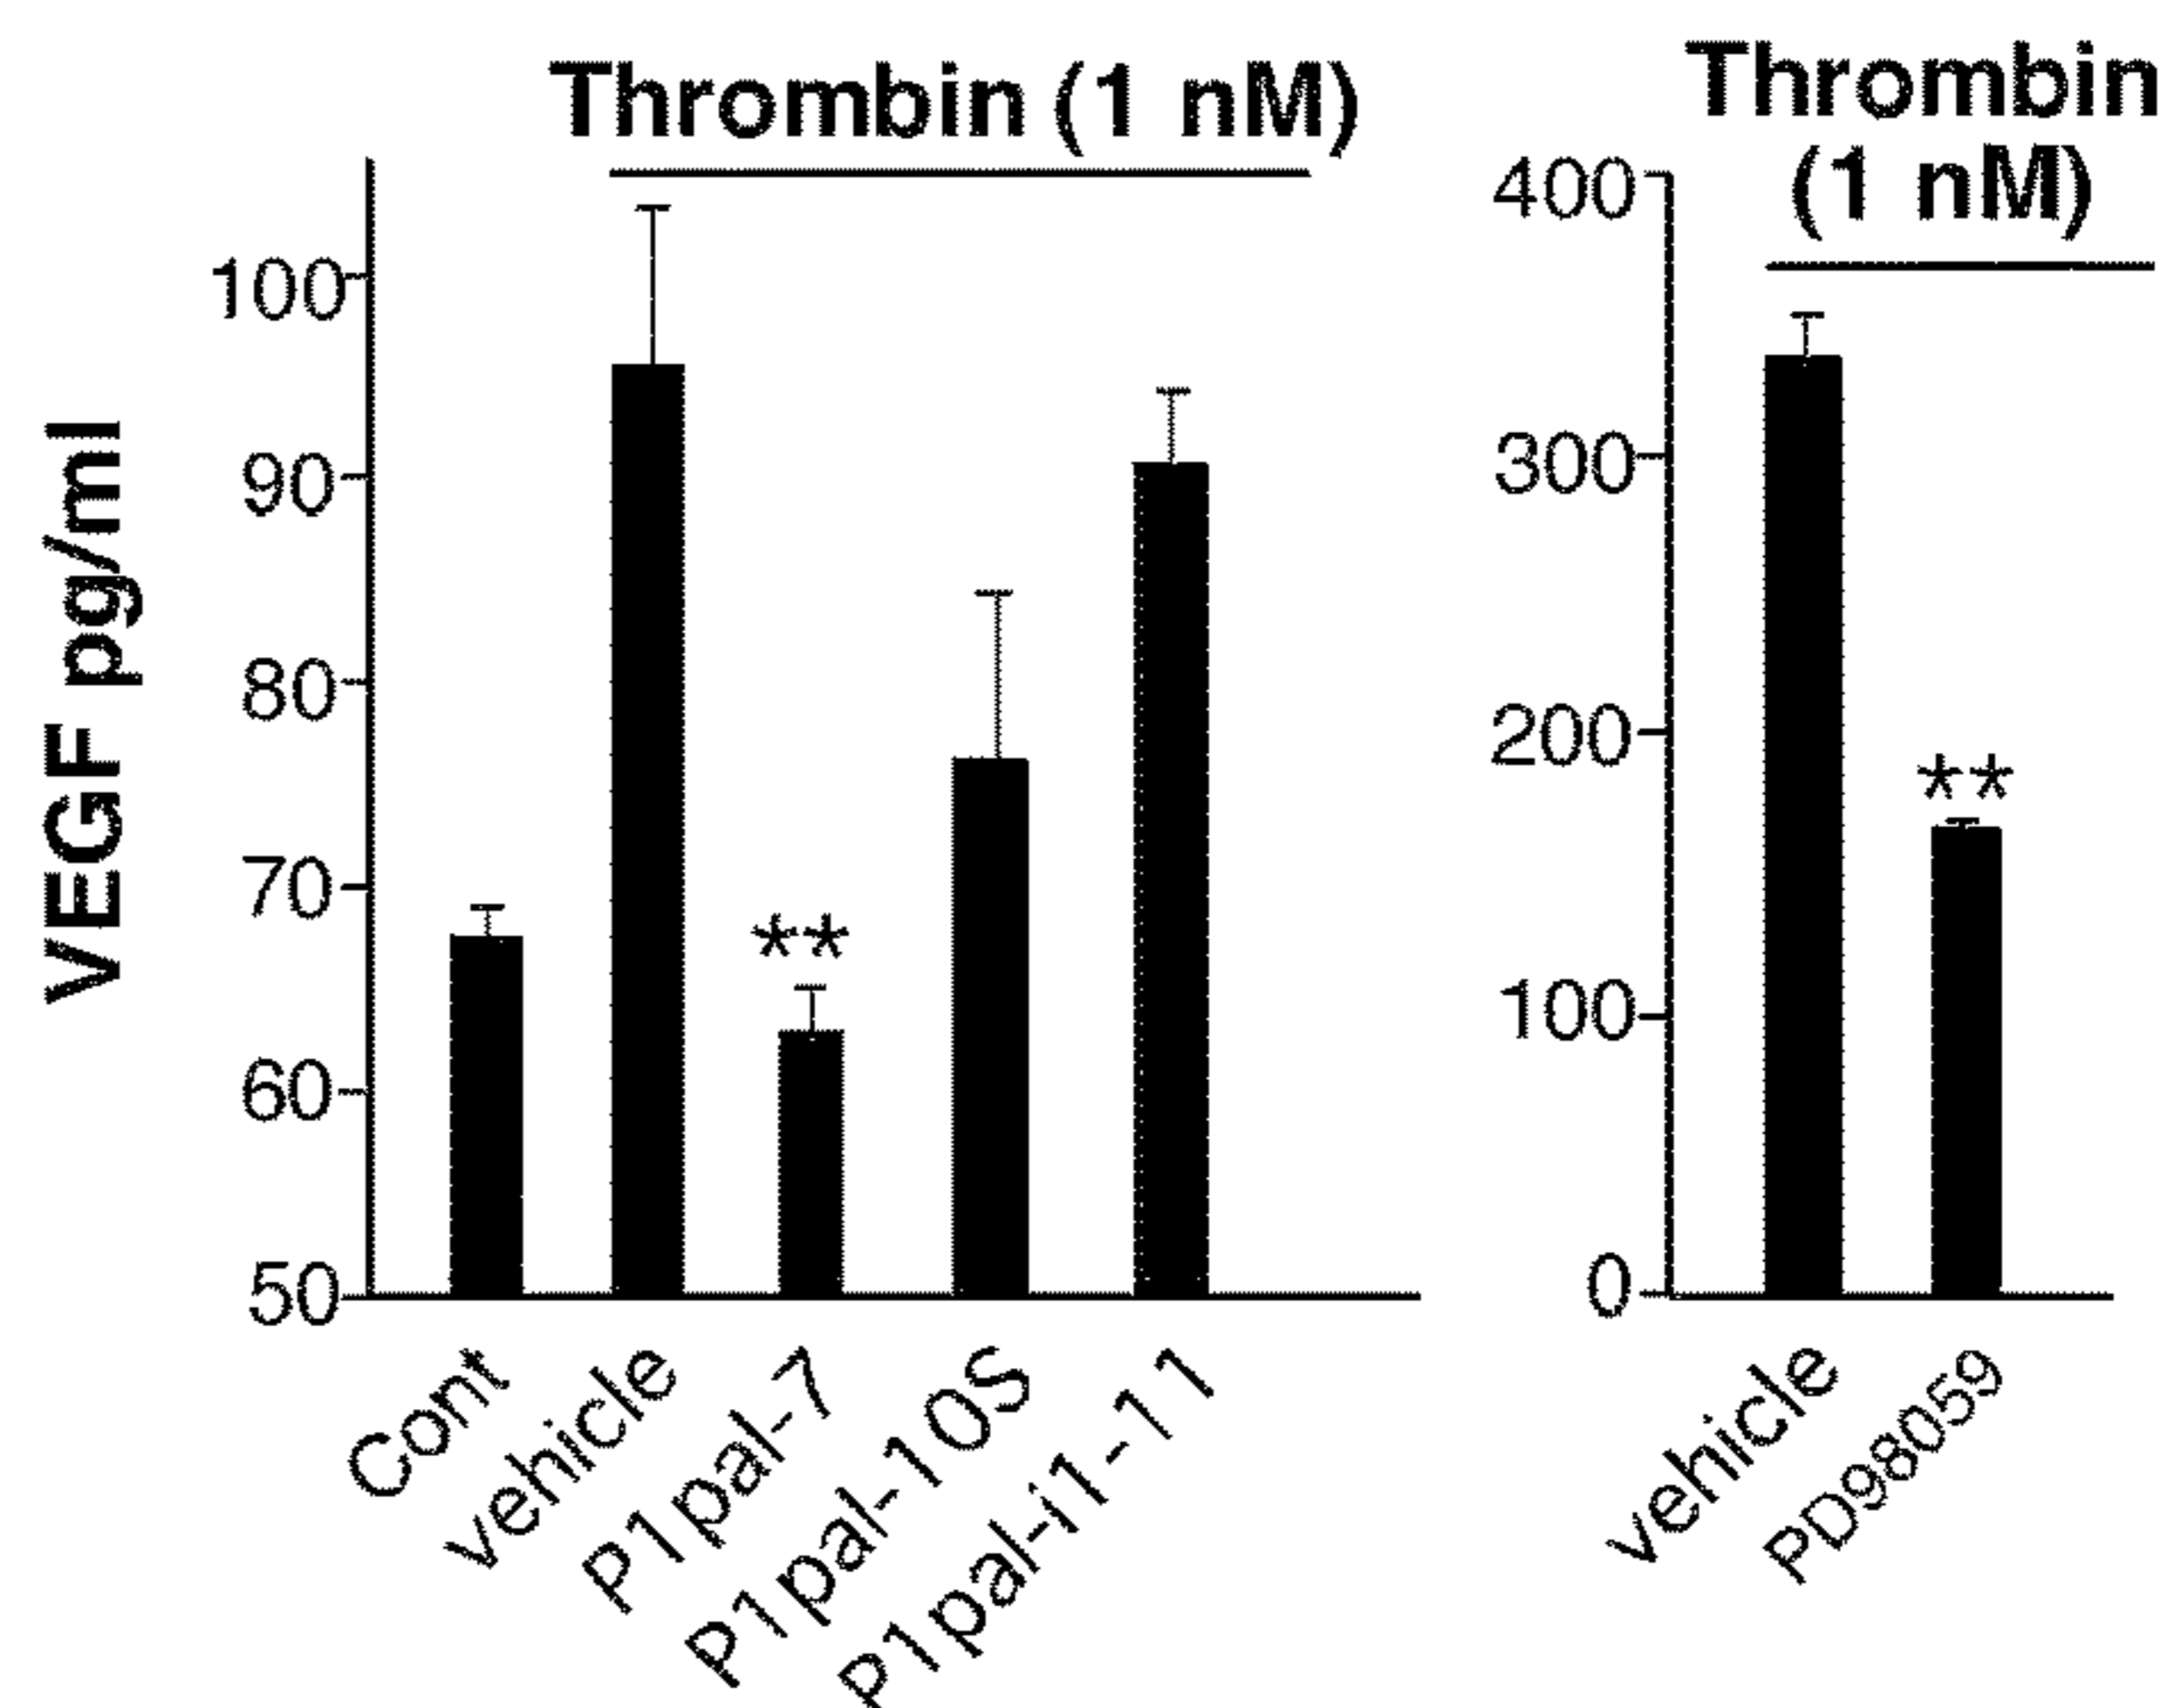 Thrombin (1 nM)
VEGF pg/ml
100
90
80
70
60
50
**
Cont
vehicle
P1pal-7
P1pal-10S
P1pal-i1-11
Thrombin
(1 nM)
400
300
200
100
0
**
vehicle
PD98059